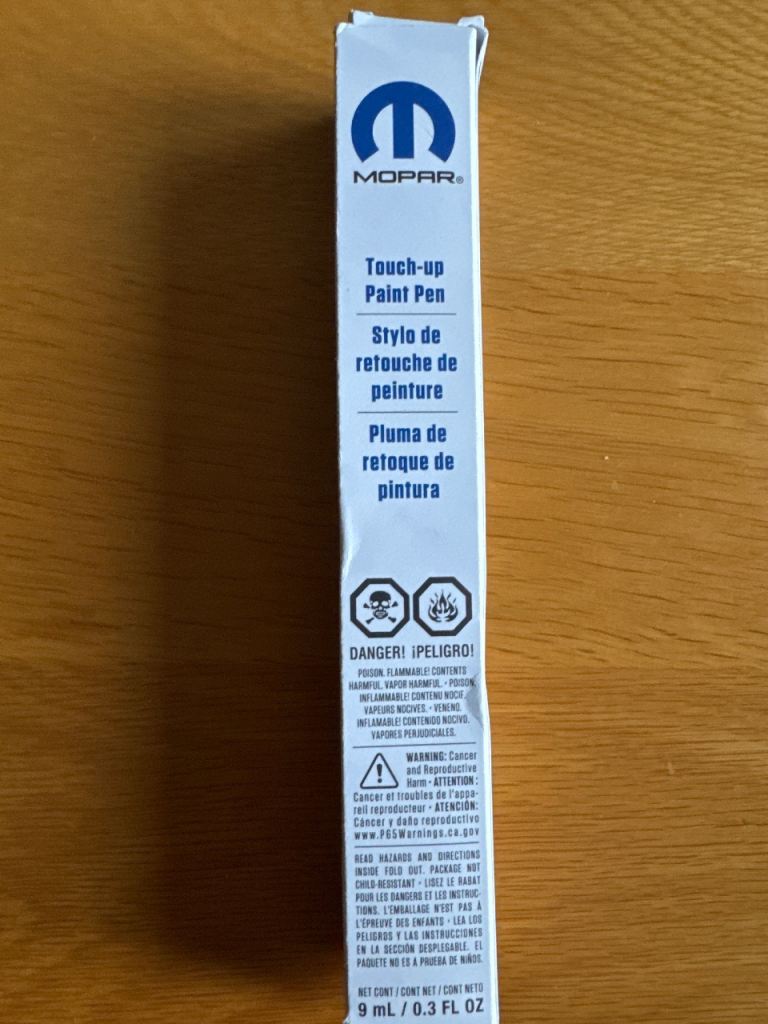 MOPAR®
Touch-up
Paint Pen
Stylo de
retouche de
peinture
Pluma de
retoque de
pintura
DANGER! ¡PELIGRO!
POISON. FLAMMABLE! CONTENTS
HARMFUL. VAPOR HARMFUL. • POISON.
INFLAMMABLE! CONTENU NOCIF.
VAPEURS NOCIVES. • VENENO.
INFLAMABLE! CONTENIDO NOCIVO.
VAPORES PERJUDICIALES.
WARNING: Cancer
and Reproductive
Harm • ATTENTION :
Cancer et troubles de l'appa-
reil reproducteur • ATENCIÓN:
Cáncer y daño reproductivo
www.P65Warnings.ca.gov
READ HAZARDS AND DIRECTIONS
INSIDE FOLD OUT. PACKAGE NOT
CHILD-RESISTANT • LISEZ LE RABAT
POUR LES DANGERS ET LES INSTRUC-
TIONS. L'EMBALLAGE N'EST PAS À
L'ÉPREUVE DES ENFANTS • LEA LOS
PELIGROS Y LAS INSTRUCCIONES
EN LA SECCIÓN DESPLEGABLE. EL
PAQUETE NO ES A PRUEBA DE NIÑOS.
NET CONT / CONT NET / CONT NETO
9 mL / 0.3 FL OZ